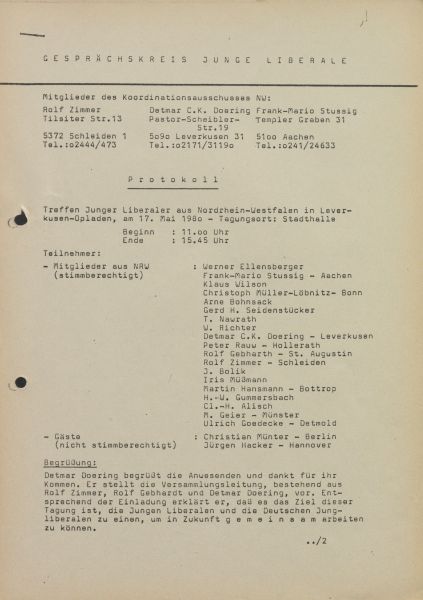 GESPRÄCHSKREIS JUNGE LIBERALE
Mitglieder des Koordinationsausschusses NW:
Rolf Zimmer Detmar C.K. Doering Frank-Mario Stussig
Tilsiter Str.13 Pastor-Scheibler- Templer Graben 31
Str.19
5372 Schleiden 1 5o9o Leverkusen 31 51oo Aachen
Tel.:o2444/473 Tel.:o2171/3119o Tel.:o241/24633
Protokoll
Treffen Junger Liberaler aus Nordrhein-Westfalen in Lever-
kusen-Opladen, am 17. Mai 198o - Tagungsort: Stadthalle
Beginn : 11.oo Uhr
Ende : 15.45 Uhr
Teilnehmer:
- Mitglieder aus NRW : Werner Ellensberger
(stimmberechtigt) Frank-Mario Stussig - Aachen
Klaus Wilson
Christoph Müller-Löbnitz- Bonn
Arne Bohnsack
Gerd H. Seidenstücker
T. Nawrath
W. Richter
Detmar C.K. Doering - Leverkusen
Peter Rauw - Hollerath
Rolf Gebharth - St. Augustin
Rolf Zimmer - Schleiden
J. Bolik
Iris Müßmann
Martin Hansmann - Bottrop
H.-W. Gummersbach
Cl.-H. Alisch
M. Geier - Münster
Ulrich Goedecke - Detmold
- Gäste : Christian Münter - Berlin
(nicht stimmberechtigt) Jürgen Hacker - Hannover
Begrüßung:
Detmar Doering begrüßt die Anwesenden und dankt für ihr
Kommen. Er stellt die Versammlungsleitung, bestehend aus
Rolf Zimmer, Rolf Gebhardt und Detmar Doering, vor. Ent-
sprechend der Einladung erklärt er, daß es das Ziel dieser
Tagung ist, die Jungen Liberalen und die Deutschen Jung-
liberalen zu einen, um in Zukunft g e m e i n s a m arbeiten
zu können.
../2